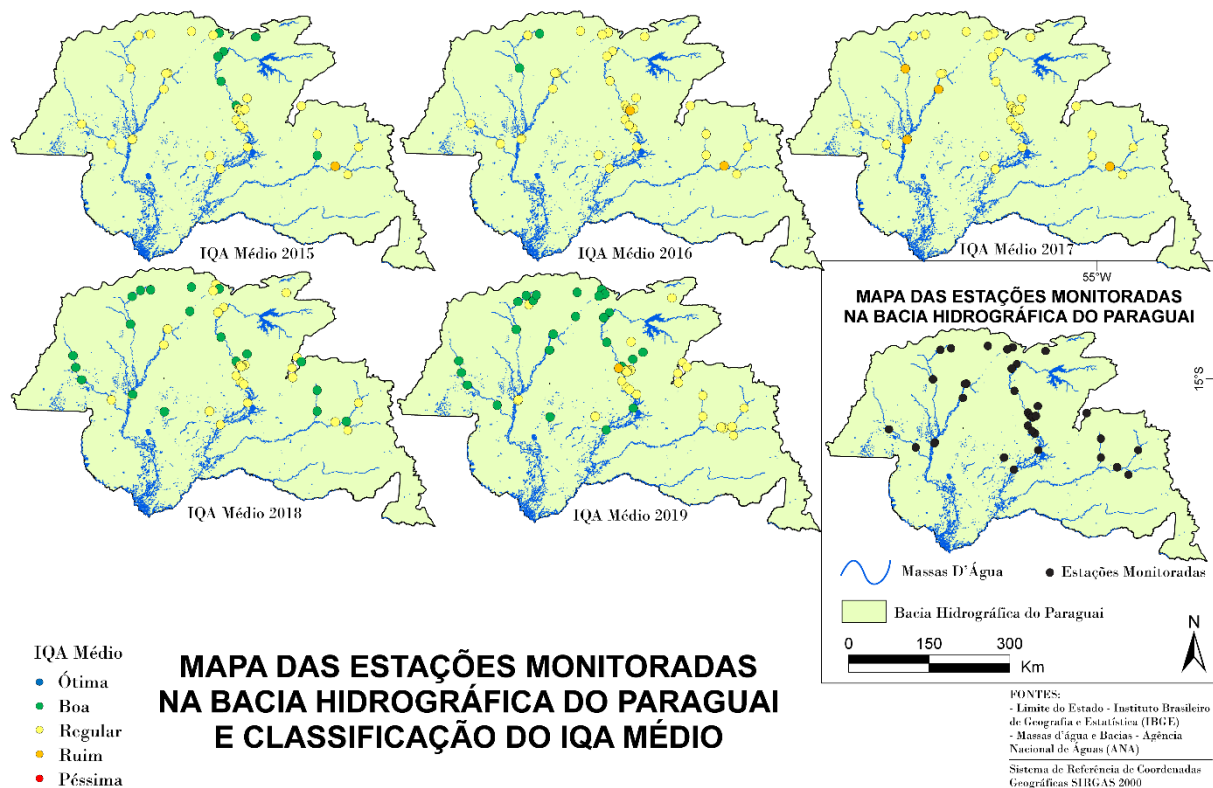 IQA Médio 2015
IQA Médio 2016
IQA Médio 2017
IQA Médio 2018
IQA Médio 2019
55°W
15°S
MAPA DAS ESTAÇÕES MONITORADAS
NA BACIA HIDROGRÁFICA DO PARAGUAI
Massas D'Água
Estações Monitoradas
Bacia Hidrográfica do Paraguai
0 150 300
Km
N
IQA Médio
Ótima
Boa
Regular
Ruim
Péssima
MAPA DAS ESTAÇÕES MONITORADAS
NA BACIA HIDROGRÁFICA DO PARAGUAI
E CLASSIFICAÇÃO DO IQA MÉDIO
FONTES:
- Limite do Estado - Instituto Brasileiro
de Geografia e Estatística (IBGE)
- Massas d'água e Bacias - Agência
Nacional de Águas (ANA)
Sistema de Referência de Coordenadas
Geográficas SIRGAS 2000